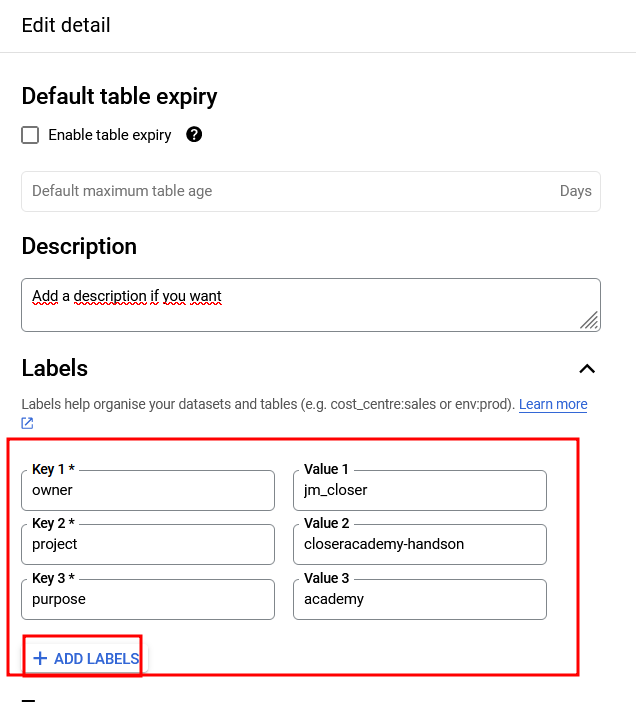 Edit detail
Default table expiry
Enable table expiry ?
Default maximum table age Days
Description
Add a description if you want
Labels
Labels help organise your datasets and tables (e.g. cost_centre:sales or env:prod). Learn more
Key 1 * Value 1
owner jm_closer
Key 2 * Value 2
project closeracademy-handson
Key 3 * Value 3
purpose academy
+ ADD LABELS